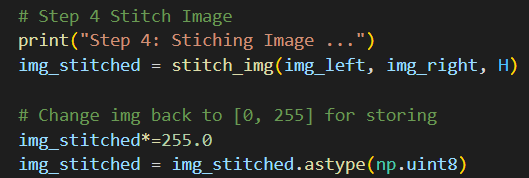 # Step 4 Stitch Image
print("Step 4: Stiching Image ...")
img_stitched = stitch_img(img_left, img_right, H)
# Change img back to [0, 255] for storing
img_stitched*=255.0
img_stitched = img_stitched.astype(np.uint8)